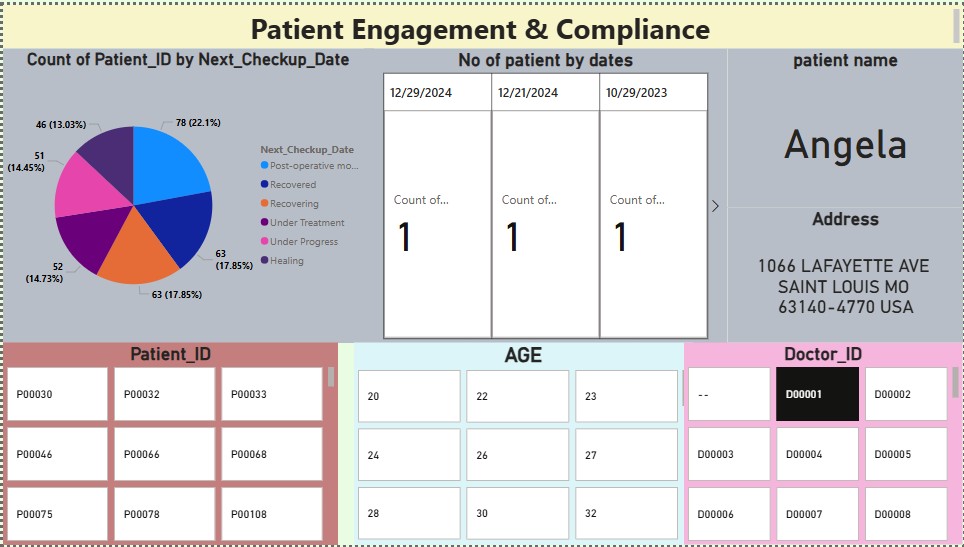 Patient Engagement & Compliance
Count of Patient_ID by Next_Checkup_Date
46 (13.03%)
78 (22.1%)
51
(14.45%)
52
(14.73%)
63 (17.85%)
63
(17.85%)
Next_Checkup_Date
Post-operative mo...
Recovered
Recovering
Under Treatment
Under Progress
Healing
No of patient by dates
12/29/2024
12/21/2024
10/29/2023
Count of...
Count of...
Count of...
1
1
1
patient name
Angela
Address
1066 LAFAYETTE AVE
SAINT LOUIS MO
63140-4770 USA
Patient_ID
P00030 P00032 P00033
P00046 P00066 P00068
P00075 P00078 P00108
AGE
20 22 23
24 26 27
28 30 32
Doctor_ID
-- D00001 D00002
D00003 D00004 D00005
D00006 D00007 D00008